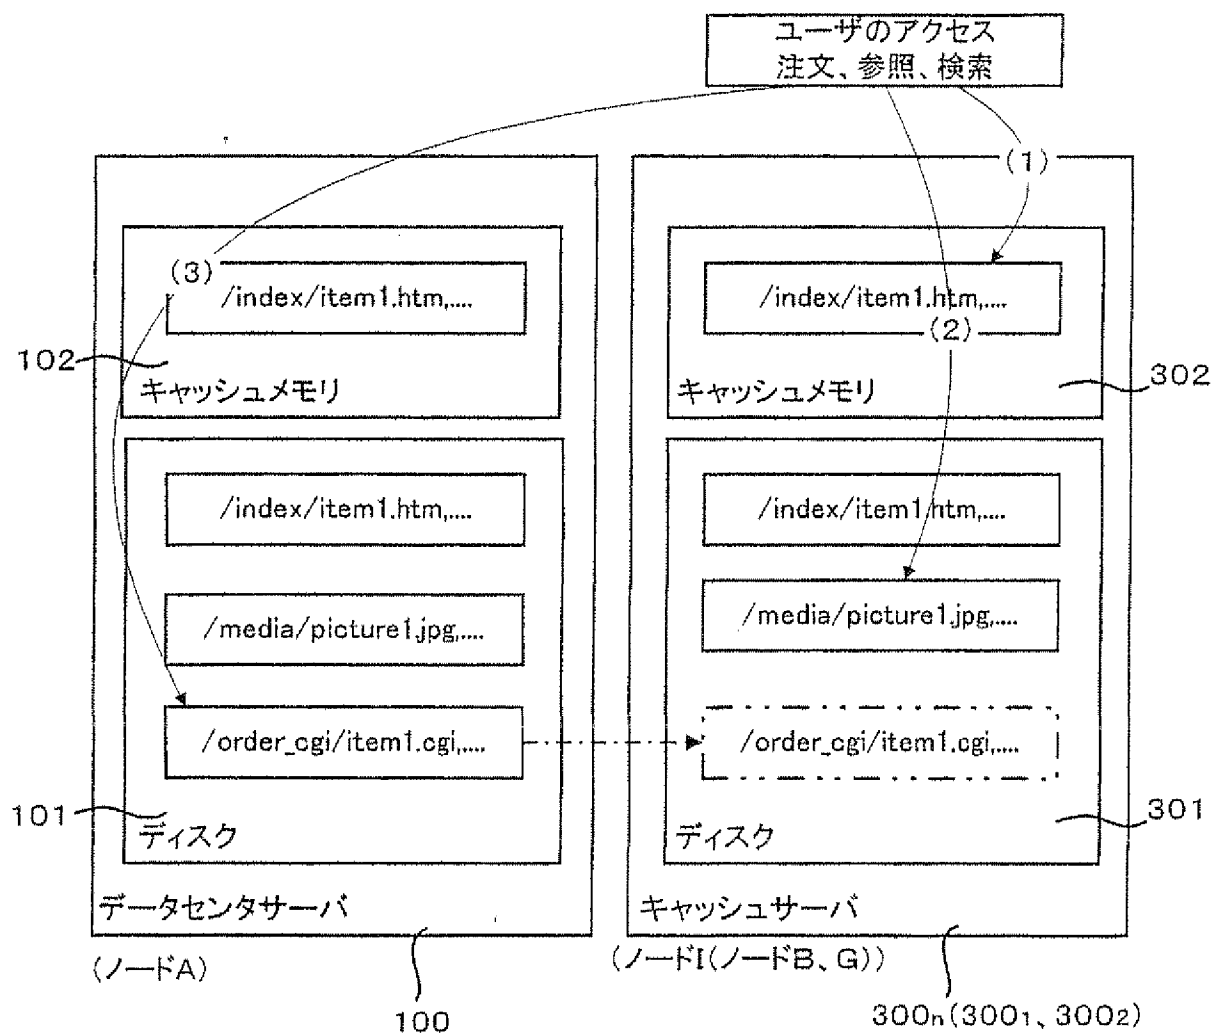 ユーザのアクセス
注文、参照、検索
(1)
(3)
/index/item1.htm,....
/index/item1.htm,....
(2)
102
キャッシュメモリ
キャッシュメモリ
302
/index/item1.htm,....
/index/item1.htm,....
/media/picture1.jpg,....
/media/picture1.jpg,....
/order_cgi/item1.cgi,....
/order_cgi/item1.cgi,....
101
ディスク
ディスク
301
データセンタサーバ
キャッシュサーバ
(ノードA)
(ノードI(ノードB、G))
100
300n(3001、3002)